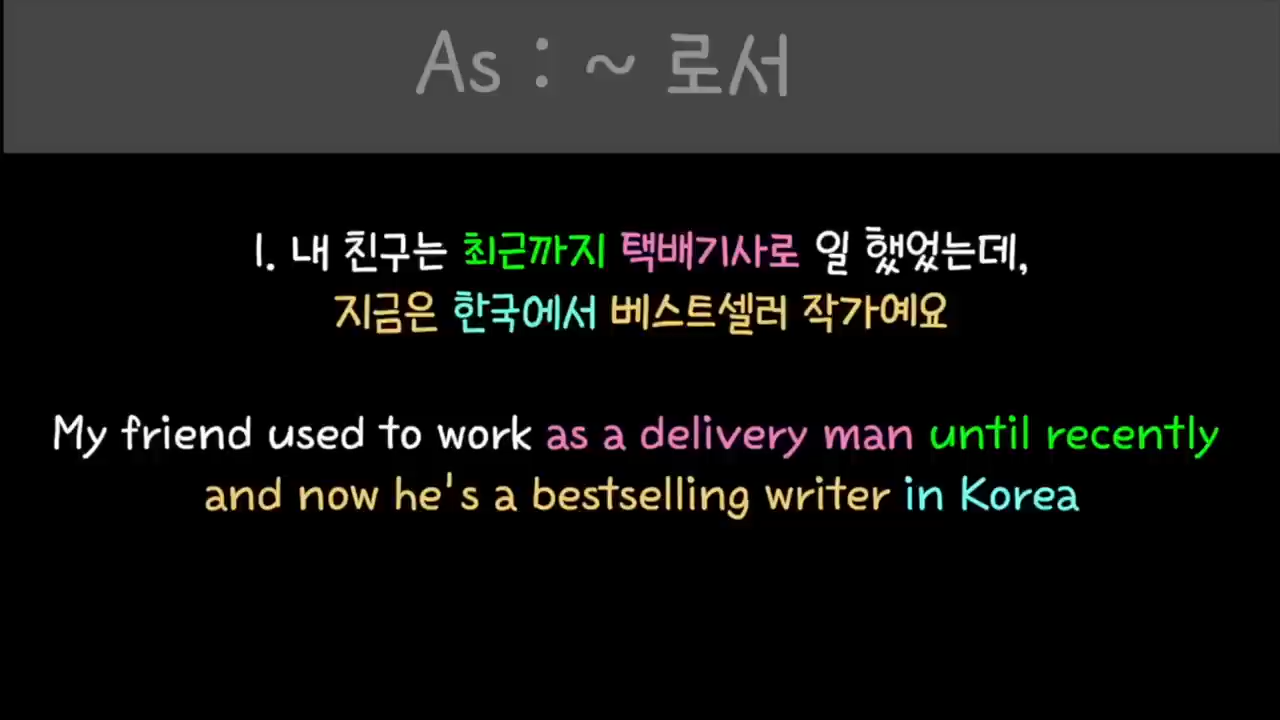 As : ~ 로서
1. 내 친구는 최근까지 택배기사로 일 했었는데,
지금은 한국에서 베스트셀러 작가예요
My friend used to work as a delivery man until recently
and now he's a bestselling writer in Korea